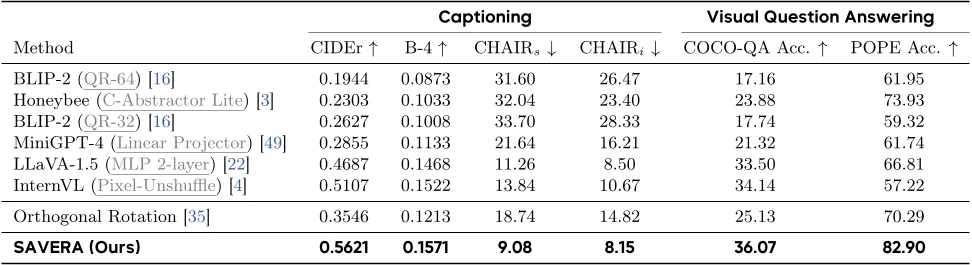 Captioning Visual Question Answering
Method CIDEr ↑ B-4 ↑ CHAIRs ↓ CHAIRi ↓ COCO-QA Acc. ↑ POPE Acc. ↑
BLIP-2 (QR-64) [16] 0.1944 0.0873 31.60 26.47 17.16 61.95
Honeybee (C-Abstractor Lite) [3] 0.2303 0.1033 32.04 23.40 23.88 73.93
BLIP-2 (QR-32) [16] 0.2627 0.1008 33.70 28.33 17.74 59.32
MiniGPT-4 (Linear Projector) [49] 0.2855 0.1133 21.64 16.21 21.32 61.74
LLaVA-1.5 (MLP 2-layer) [22] 0.4687 0.1468 11.26 8.50 33.50 66.81
InternVL (Pixel-Unshuffle) [4] 0.5107 0.1522 13.84 10.67 34.14 57.22
Orthogonal Rotation [35] 0.3546 0.1213 18.74 14.82 25.13 70.29
SAVERA (Ours) 0.5621 0.1571 9.08 8.15 36.07 82.90